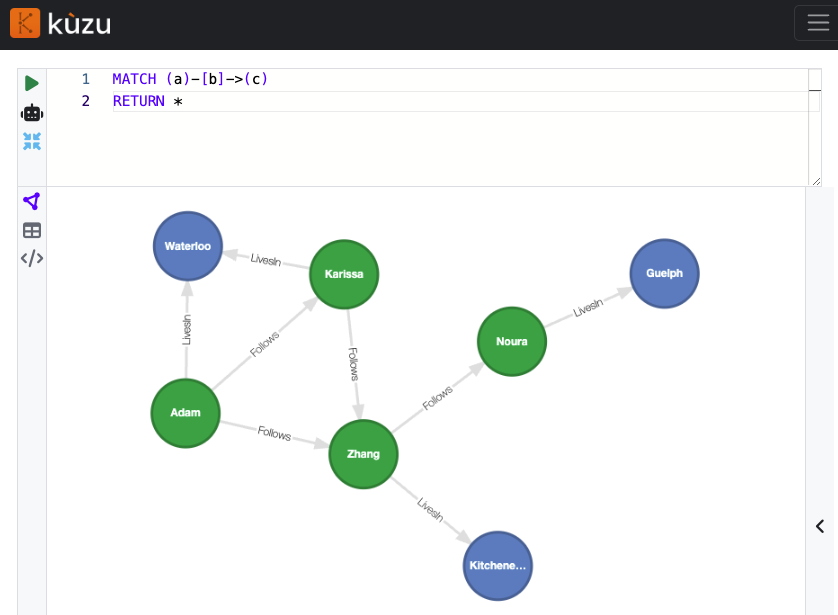 kùzu
1 MATCH (a)-[b]->(c)
2 RETURN *
Waterloo
LivesIn
Karissa
Guelph
LivesIn
LivesIn
Follows
Noura
Follows
Follows
Adam
Follows
Zhang
LivesIn
Kitchene...